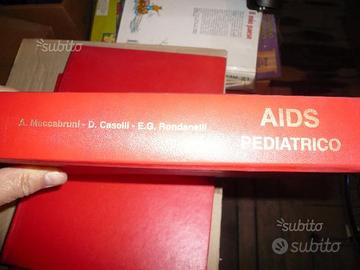 subito
A. Maccabruni - D. Caselli - E.G. Rondanelli
AIDS
PEDIATRICO
subito
subito